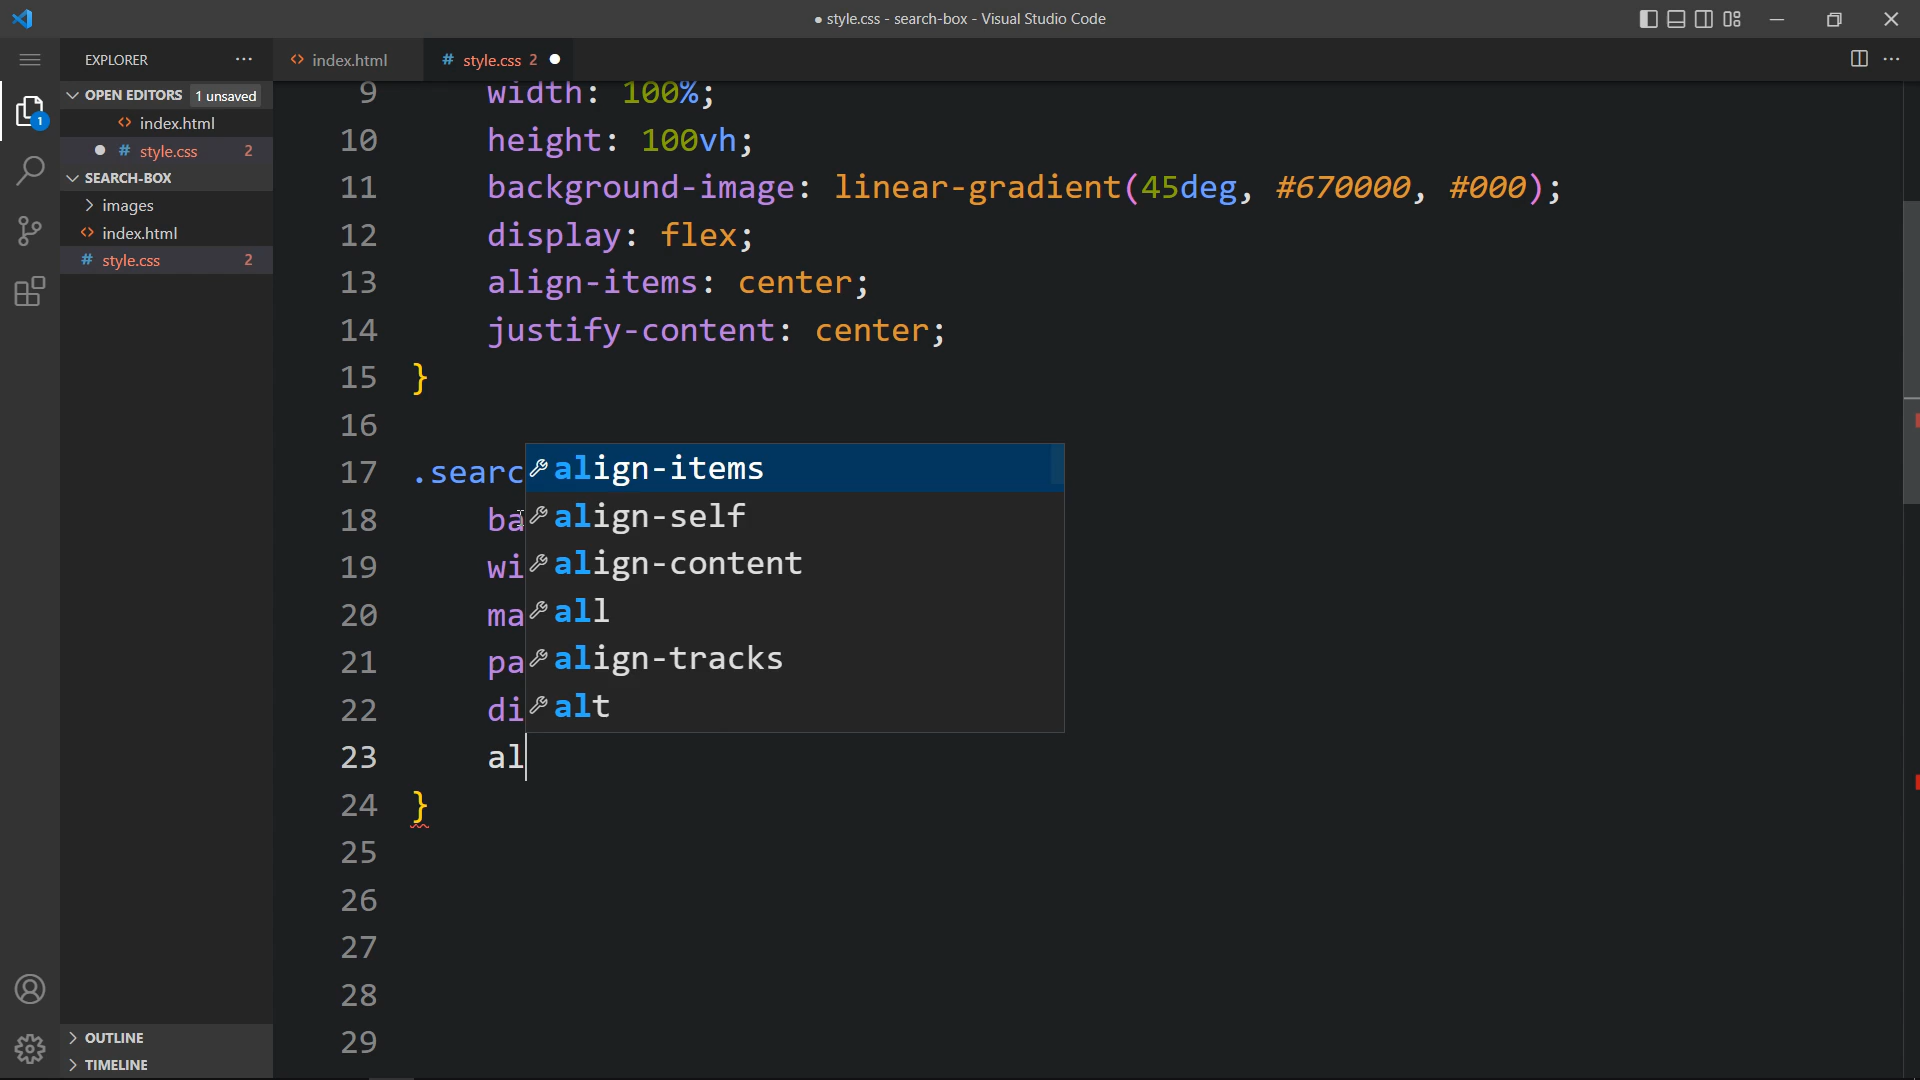 ● style.css - search-box - Visual Studio Code
EXPLORER
OPEN EDITORS 1 unsaved
<> index.html
● # style.css 2
SEARCH-BOX
> images
<> index.html
# style.css 2
OUTLINE
TIMELINE
1
<> index.html
# style.css 2 ●
9 width: 100%;
10 height: 100vh;
11 background-image: linear-gradient(45deg, #670000, #000);
12 display: flex;
13 align-items: center;
14 justify-content: center;
15 }
16
17 .searc
18 ba
19 wi
20 ma
21 pa
22 di
23 al
24 }
25
26
27
28
29
align-items
align-self
align-content
all
align-tracks
alt